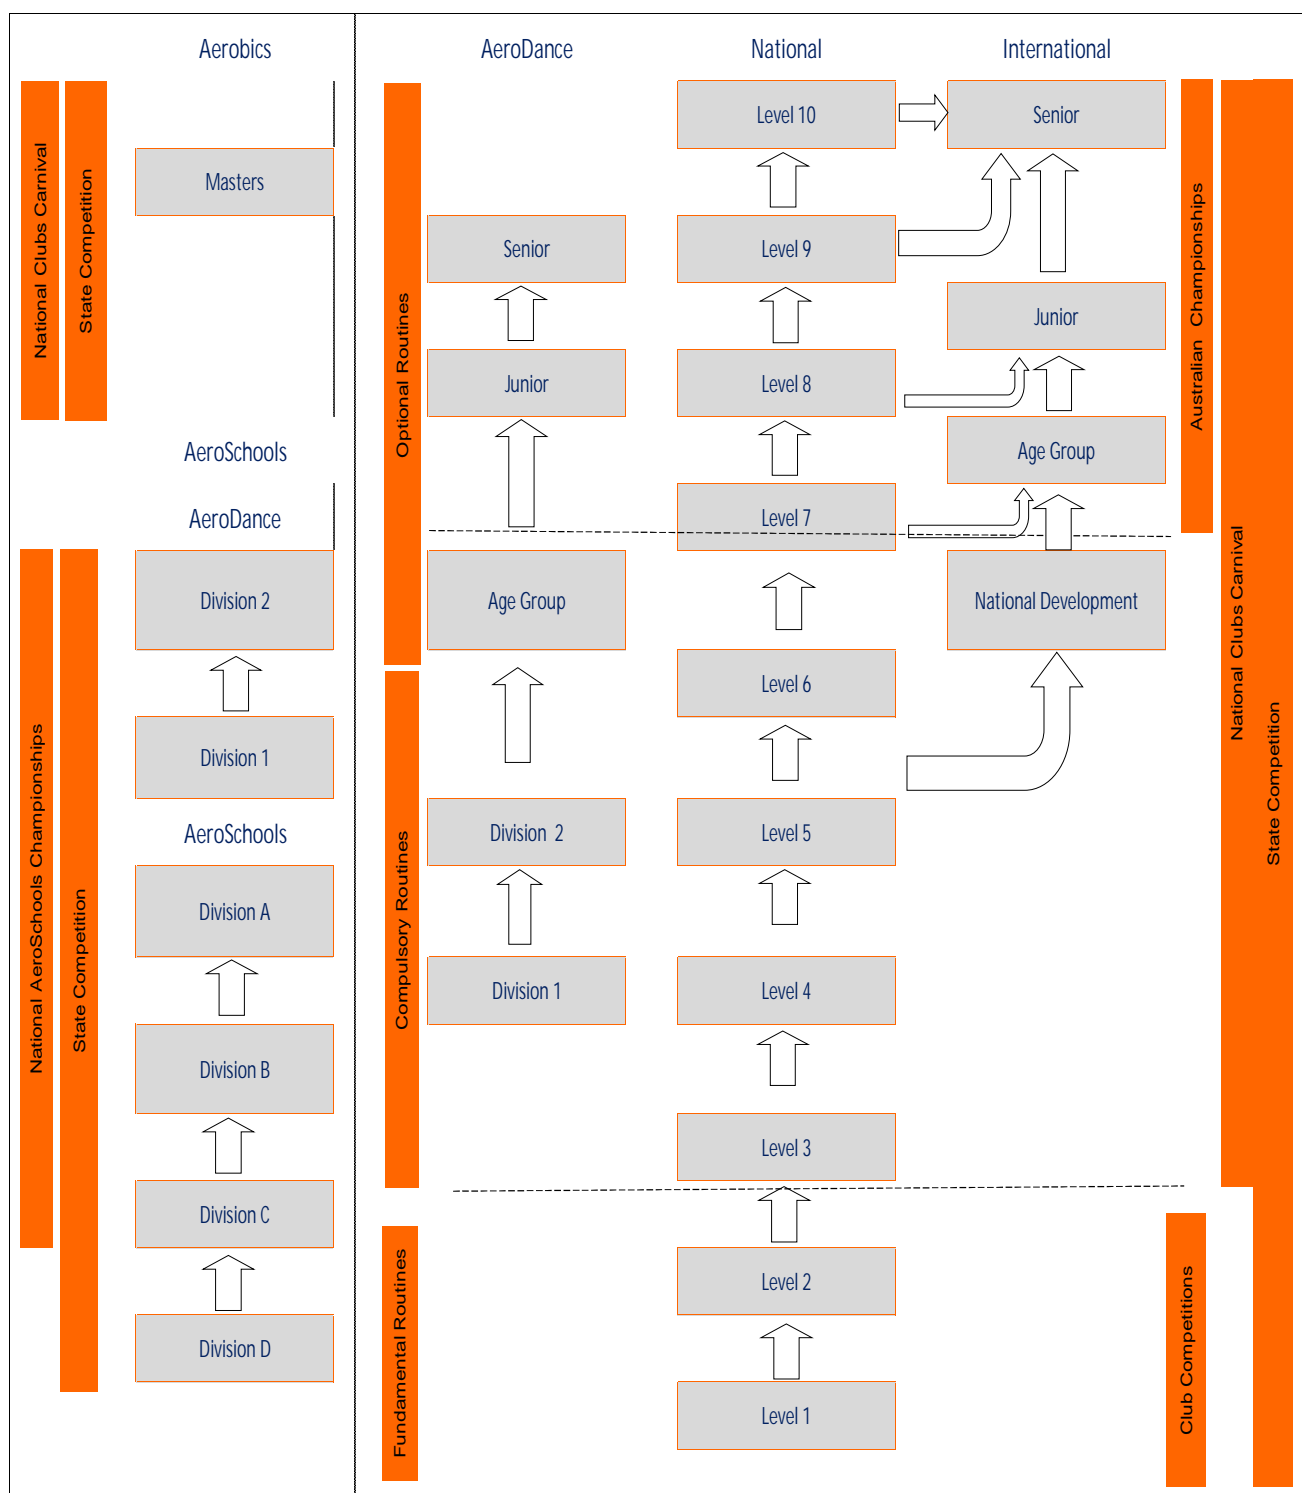 Aerobics
AeroDance
National
International
National Clubs Carnival
State Competition
Masters
AeroSchools
AeroDance
National AeroSchools Championships
State Competition
Division 2
Division 1
AeroSchools
Division A
Division B
Division C
Division D
Optional Routines
Compulsory Routines
Fundamental Routines
Senior
Junior
Age Group
Division  2
Division 1
Level 10
Level 9
Level 8
Level 7
Level 6
Level 5
Level 4
Level 3
Level 2
Level 1
Senior
Junior
Age Group
National Development
Australian  Championships
National Clubs Carnival
State Competition
Club Competitions